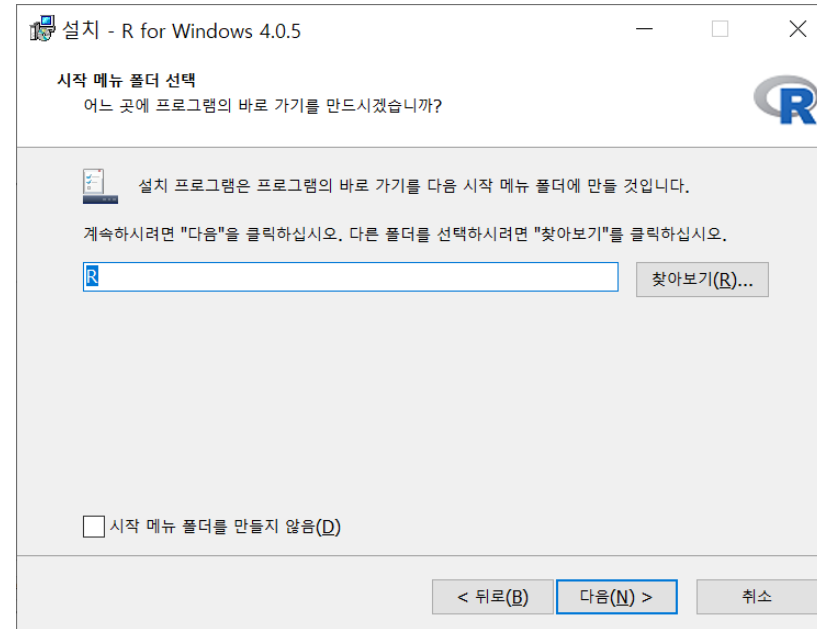 설치 - R for Windows 4.0.5
시작 메뉴 폴더 선택
어느 곳에 프로그램의 바로 가기를 만드시겠습니까?
R
설치 프로그램은 프로그램의 바로 가기를 다음 시작 메뉴 폴더에 만들 것입니다.
계속하시려면 "다음"을 클릭하십시오. 다른 폴더를 선택하시려면 "찾아보기"를 클릭하십시오.
R
찾아보기(R)...
시작 메뉴 폴더를 만들지 않음(D)
< 뒤로(B)
다음(N) >
취소